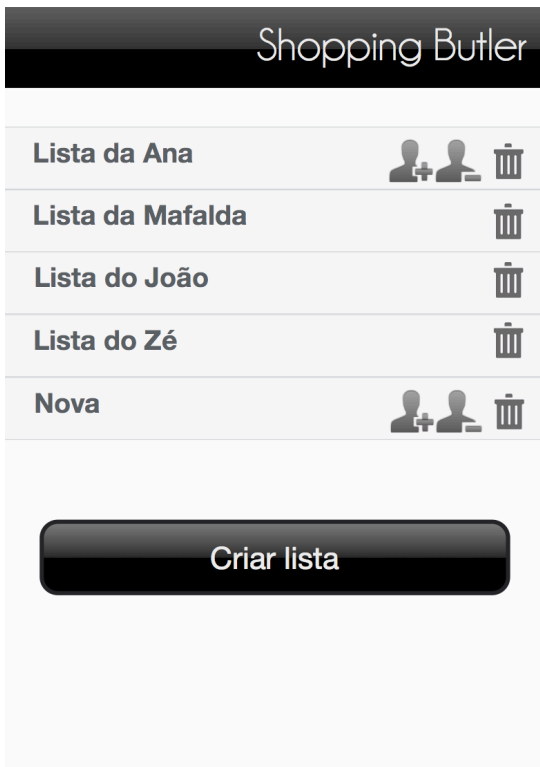 Shopping Butler
Lista da Ana
Lista da Mafalda
Lista do João
Lista do Zé
Nova
Criar lista